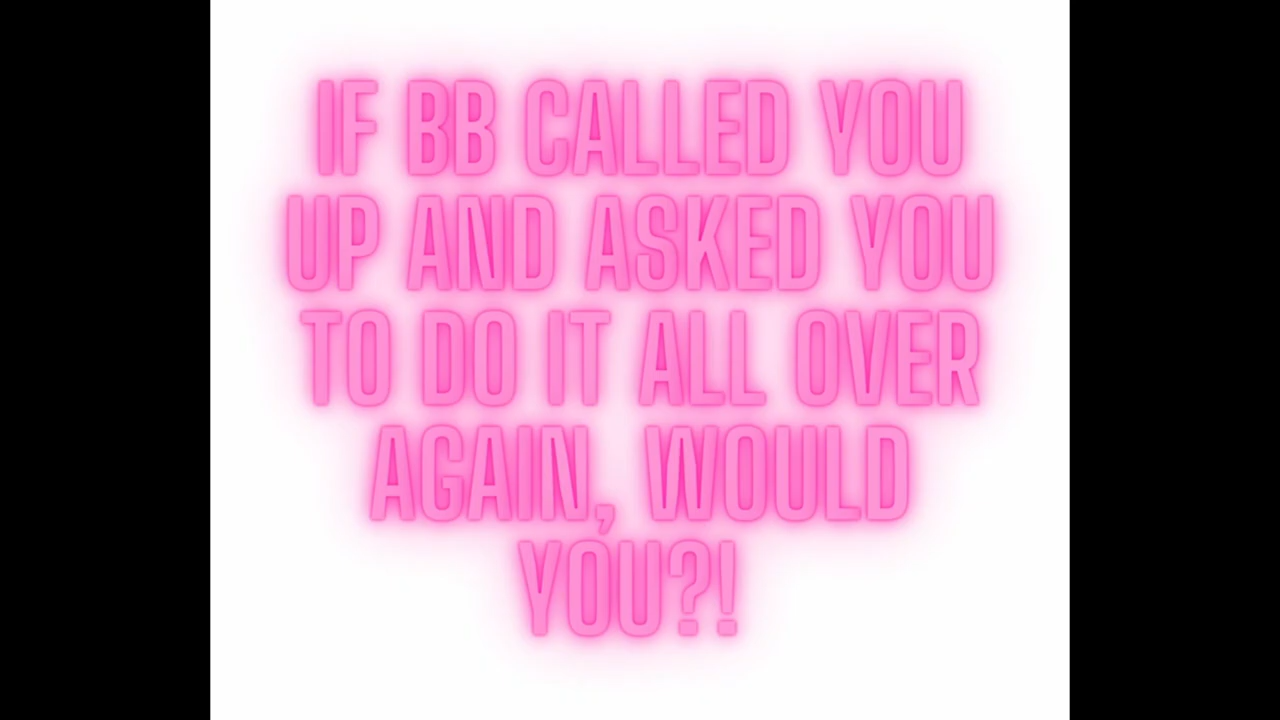 IF BB CALLED YOU
UP AND ASKED YOU
TO DO IT ALL OVER
AGAIN, WOULD
YOU?!